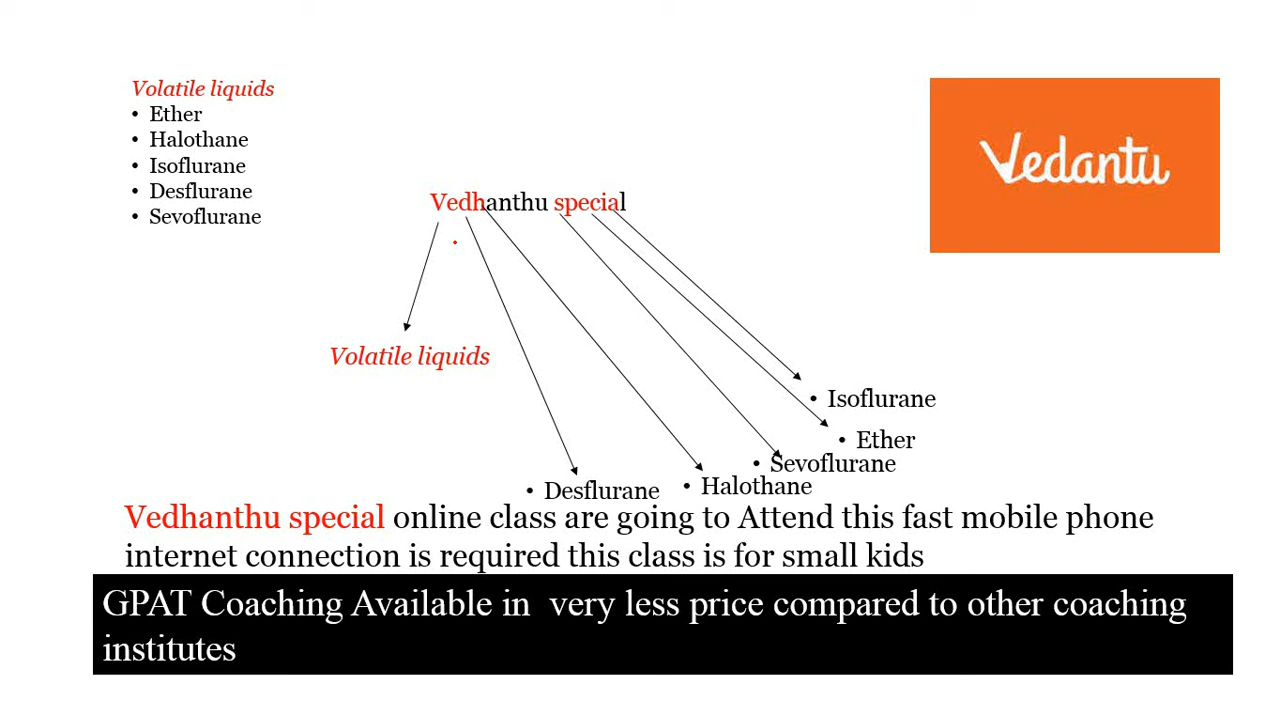 Volatile liquids
• Ether
• Halothane
• Isoflurane
• Desflurane
• Sevoflurane
Vedantu
Vedhanthu special
Volatile liquids
• Isoflurane
• Ether
• Sevoflurane
• Halothane
• Desflurane
Vedhanthu special online class are going to Attend this fast mobile phone
internet connection is required this class is for small kids
GPAT Coaching Available in very less price compared to other coaching
institutes